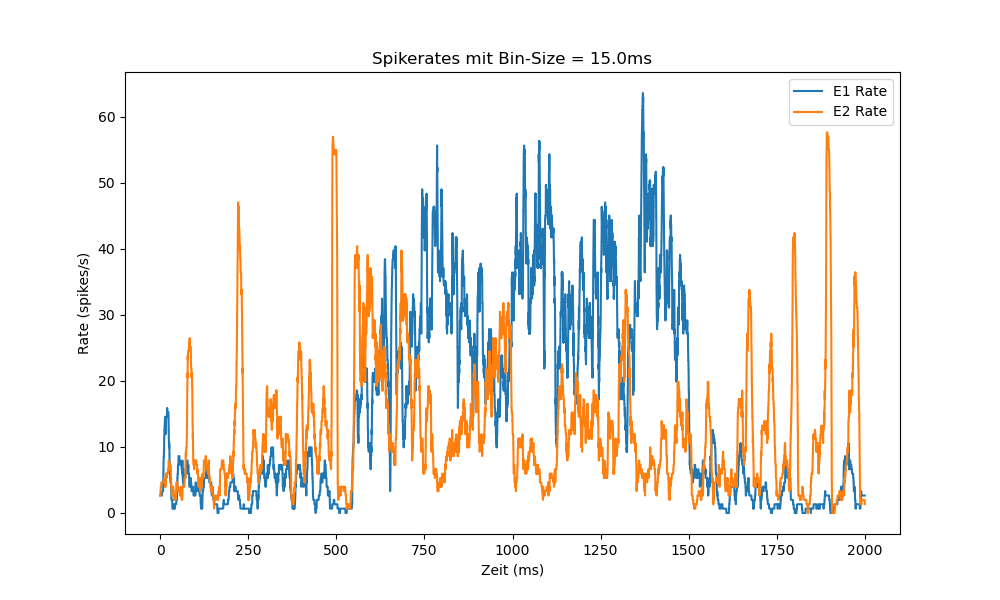 Spikerates mit Bin-Size = 15.0ms
E1 Rate
E2 Rate
Rate (spikes/s)
60
50
40
30
20
10
0
0 250 500 750 1000 1250 1500 1750 2000
Zeit (ms)